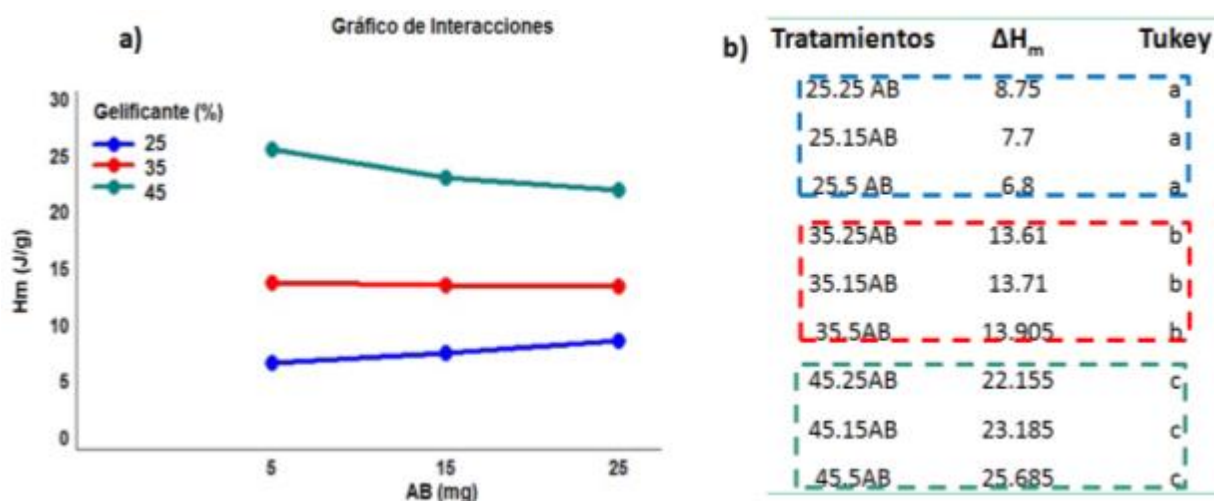 a)
Gráfico de Interacciones
Hm (J/g)
30
25
20
15
10
5
0
Gelificante (%)
25
35
45
5 15 25
AB (mg)
b)
Tratamientos ΔHm Tukey
25.25 AB 8.75 a
25.15AB 7.7 a
25.5 AB 6.8 a
35.25AB 13.61 b
35.15AB 13.71 b
35.5AB 13.905 b
45.25AB 22.155 c
45.15AB 23.185 c
45.5AB 25.685 c